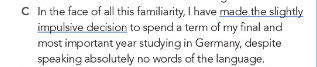 C In the face of all this familiarity, I have made the slightly
impulsive decision to spend a term of my final and
most important year studying in Germany, despite
speaking absolutely no words of the language.